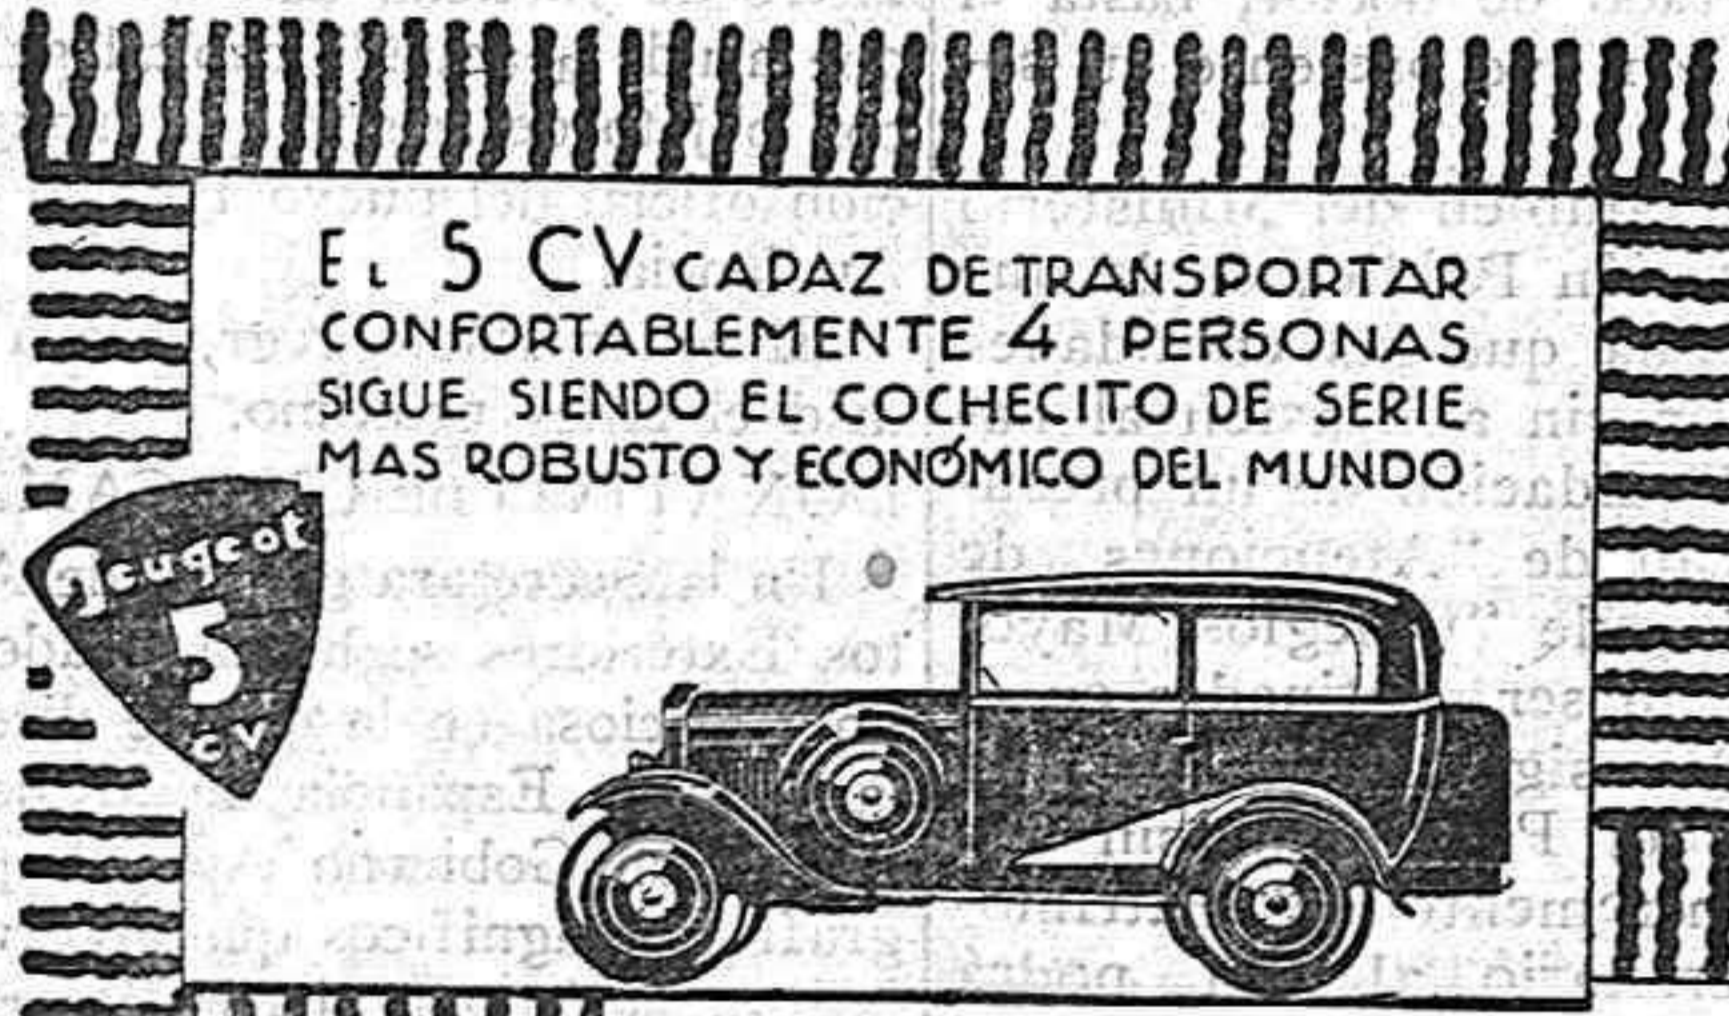 EL 5 CV CAPAZ DE TRANSPORTAR
CONFORTABLEMENTE 4 PERSONAS
SIGUE SIENDO EL COCHECITO DE SERIE
MAS ROBUSTO Y ECONÓMICO DEL MUNDO
Peugeot
5
CV